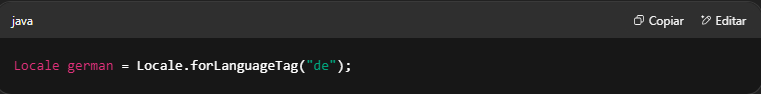 java Copiar Editar
Locale german = Locale.forLanguageTag("de");